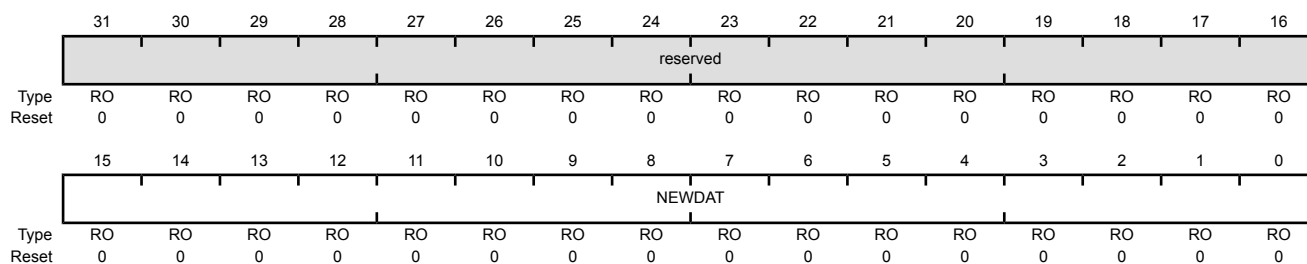 31 30 29 28 27 26 25 24 23 22 21 20 19 18 17 16
reserved
Type RO RO RO RO RO RO RO RO RO RO RO RO RO RO RO RO
Reset 0 0 0 0 0 0 0 0 0 0 0 0 0 0 0 0
15 14 13 12 11 10 9 8 7 6 5 4 3 2 1 0
NEWDAT
Type RO RO RO RO RO RO RO RO RO RO RO RO RO RO RO RO
Reset 0 0 0 0 0 0 0 0 0 0 0 0 0 0 0 0